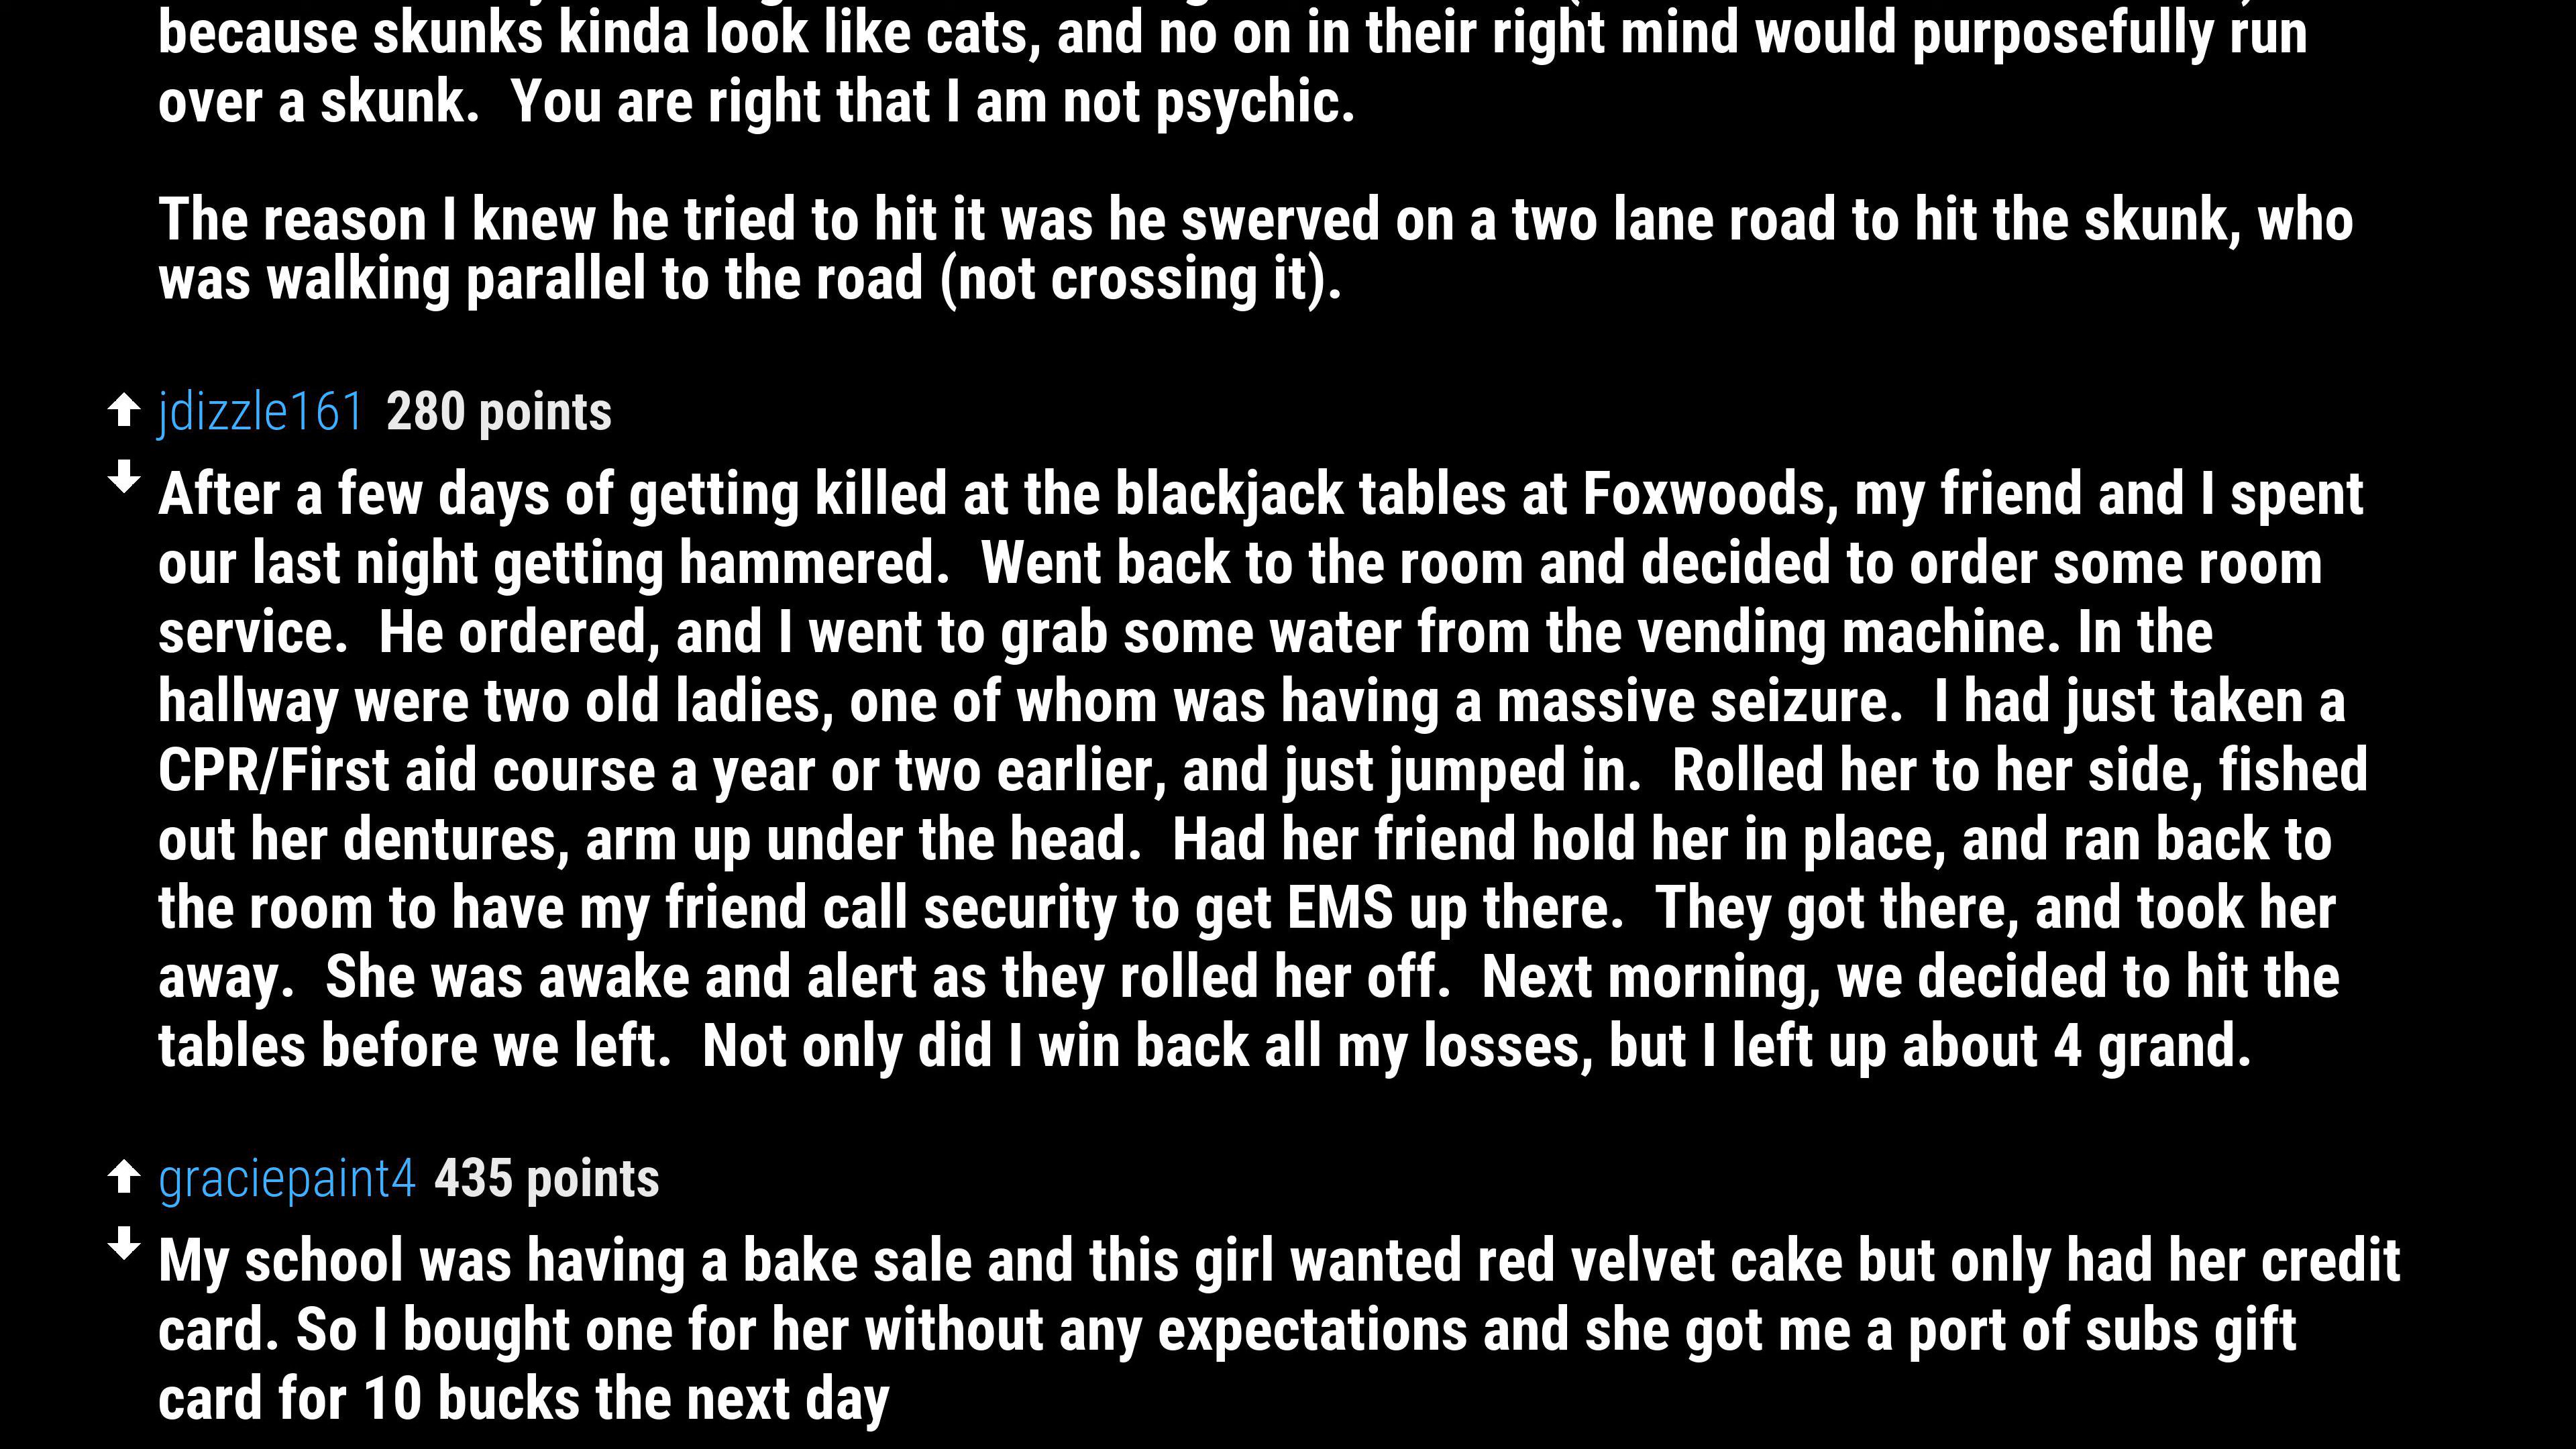 because skunks kinda look like cats, and no on in their right mind would purposefully run
over a skunk.  You are right that I am not psychic.
The reason I knew he tried to hit it was he swerved on a two lane road to hit the skunk, who
was walking parallel to the road (not crossing it).
jdizzle161 280 points
After a few days of getting killed at the blackjack tables at Foxwoods, my friend and I spent
our last night getting hammered.  Went back to the room and decided to order some room
service.  He ordered, and I went to grab some water from the vending machine. In the
hallway were two old ladies, one of whom was having a massive seizure.  I had just taken a
CPR/First aid course a year or two earlier, and just jumped in.  Rolled her to her side, fished
out her dentures, arm up under the head.  Had her friend hold her in place, and ran back to
the room to have my friend call security to get EMS up there.  They got there, and took her
away.  She was awake and alert as they rolled her off.  Next morning, we decided to hit the
tables before we left.  Not only did I win back all my losses, but I left up about 4 grand.
graciepaint4 435 points
My school was having a bake sale and this girl wanted red velvet cake but only had her credit
card. So I bought one for her without any expectations and she got me a port of subs gift
card for 10 bucks the next day